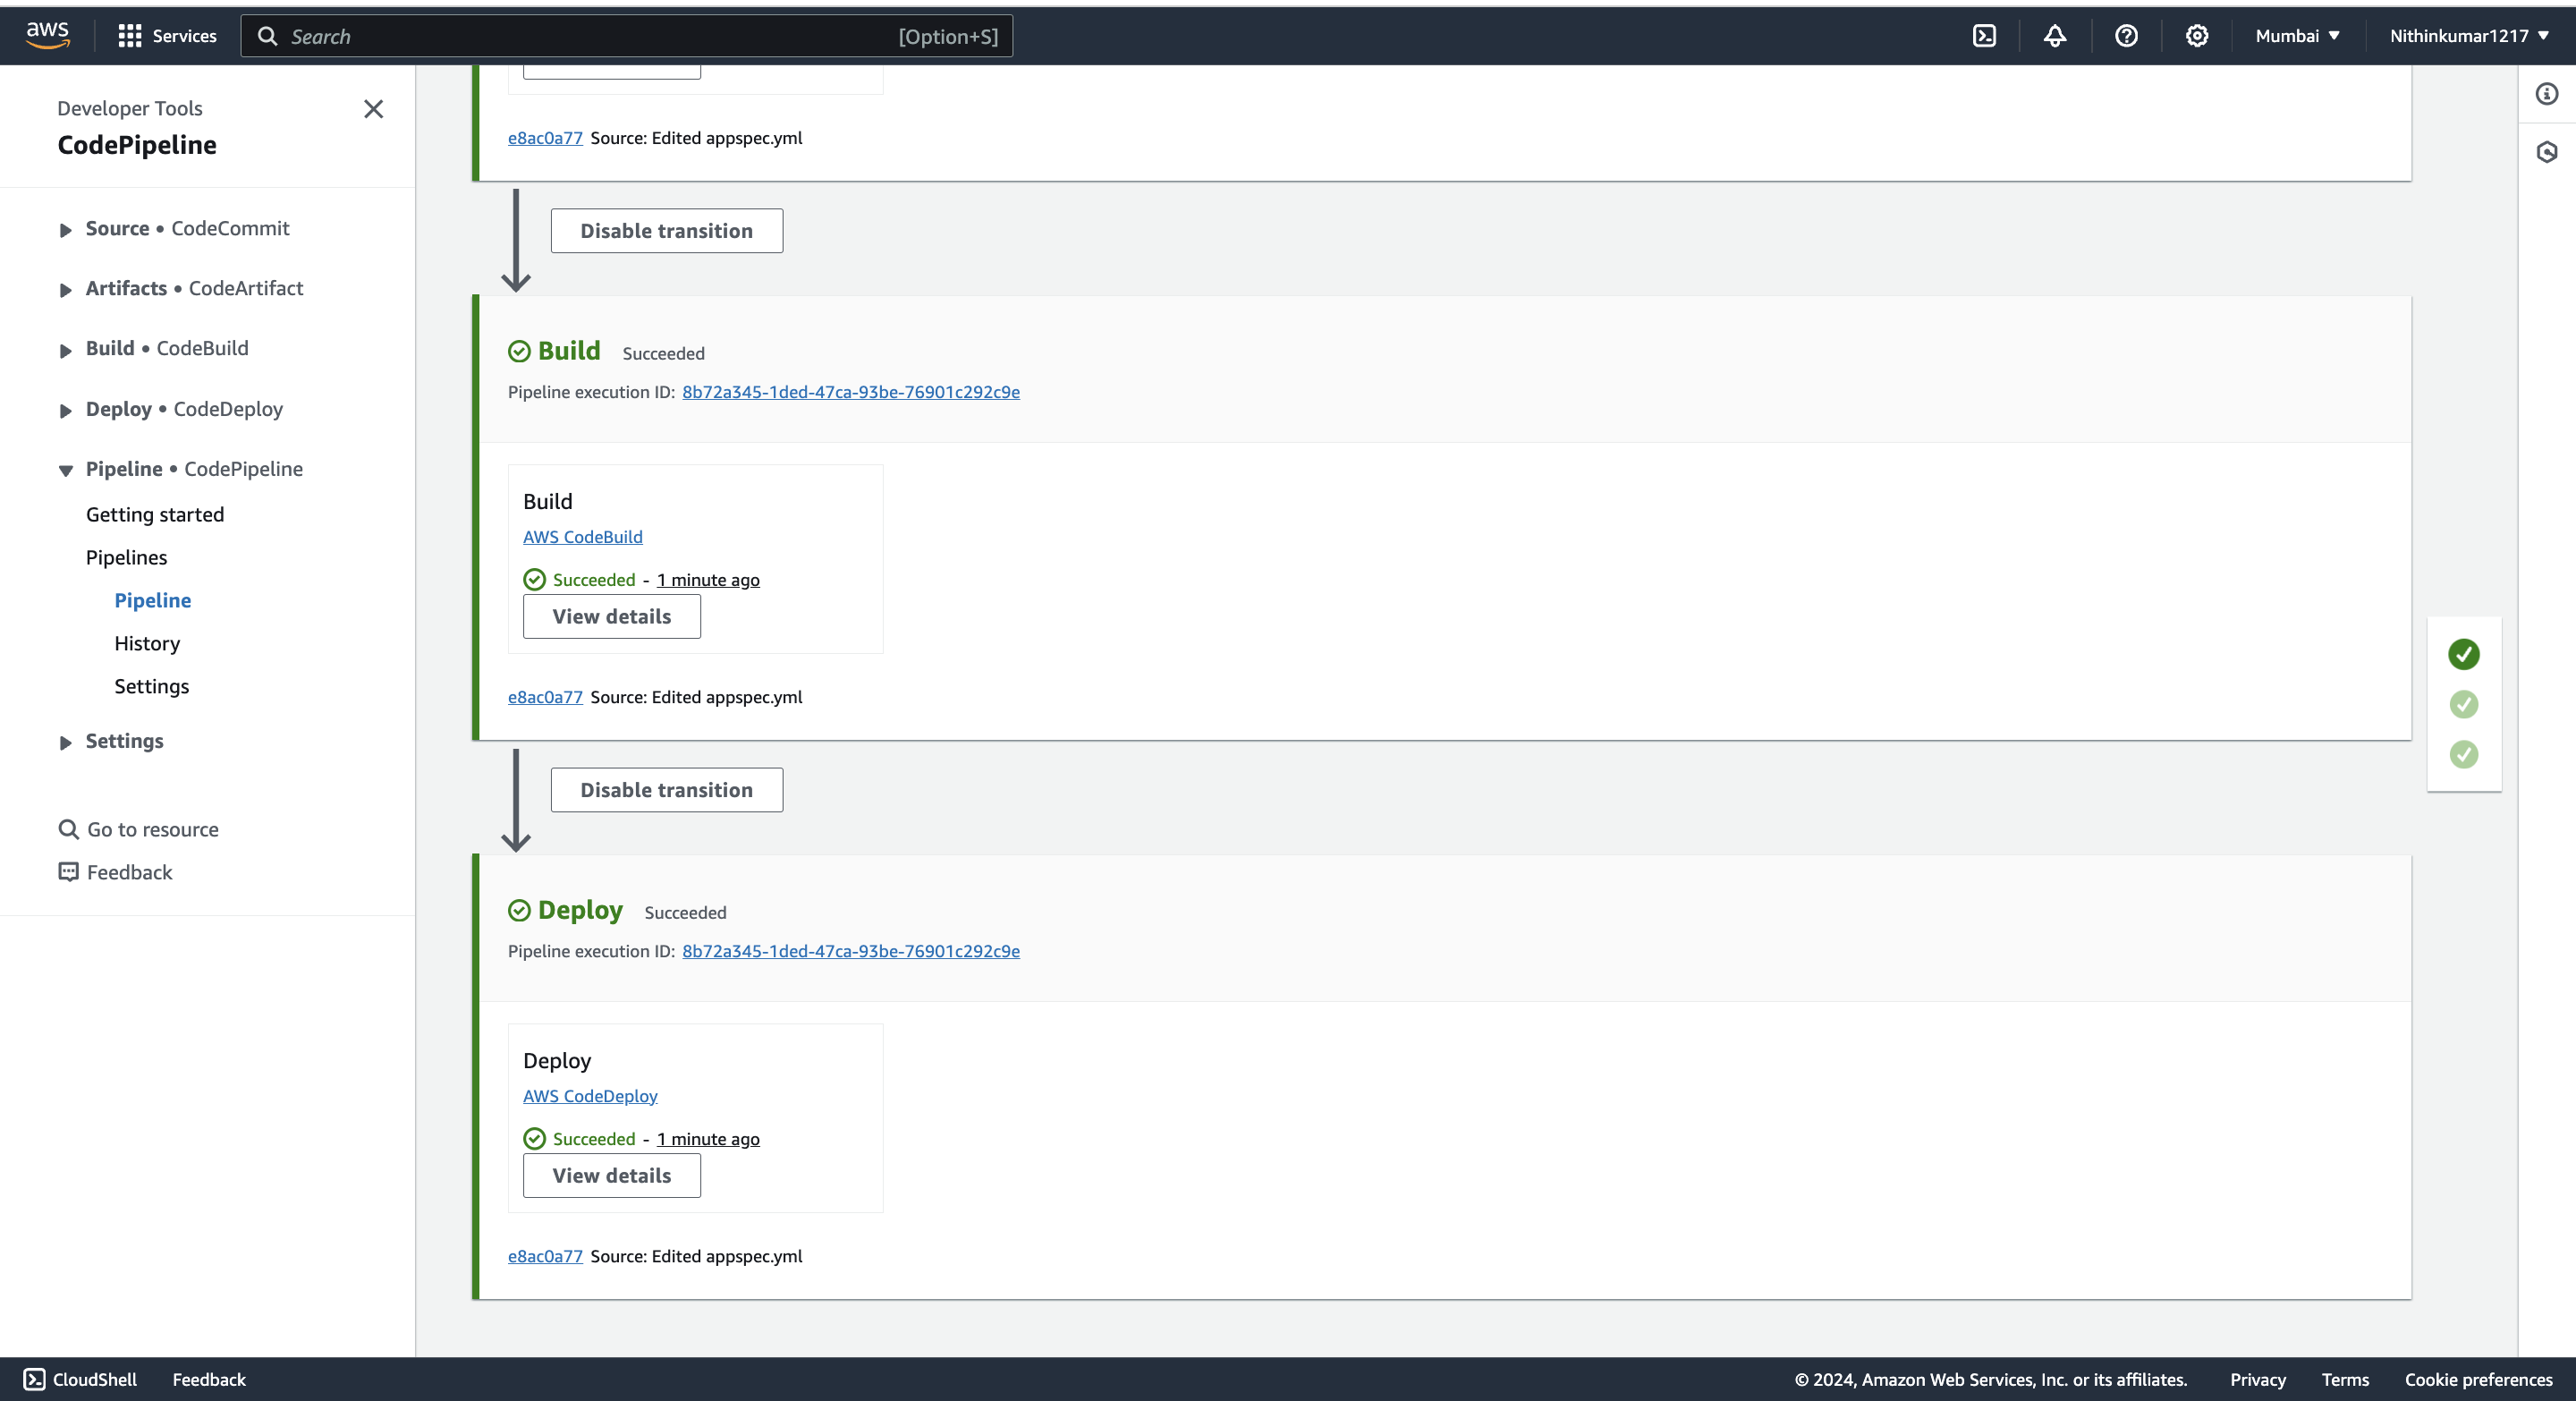 aws
Services
Search
[Option+S]
Mumbai
Nithinkumar1217
Developer Tools
CodePipeline
Source • CodeCommit
Artifacts • CodeArtifact
Build • CodeBuild
Deploy • CodeDeploy
Pipeline • CodePipeline
Getting started
Pipelines
Pipeline
History
Settings
Settings
Go to resource
Feedback
e8ac0a77 Source: Edited appspec.yml
Disable transition
Build Succeeded
Pipeline execution ID: 8b72a345-1ded-47ca-93be-76901c292c9e
Build
AWS CodeBuild
Succeeded - 1 minute ago
View details
e8ac0a77 Source: Edited appspec.yml
Disable transition
Deploy Succeeded
Pipeline execution ID: 8b72a345-1ded-47ca-93be-76901c292c9e
Deploy
AWS CodeDeploy
Succeeded - 1 minute ago
View details
e8ac0a77 Source: Edited appspec.yml
CloudShell
Feedback
© 2024, Amazon Web Services, Inc. or its affiliates.
Privacy
Terms
Cookie preferences